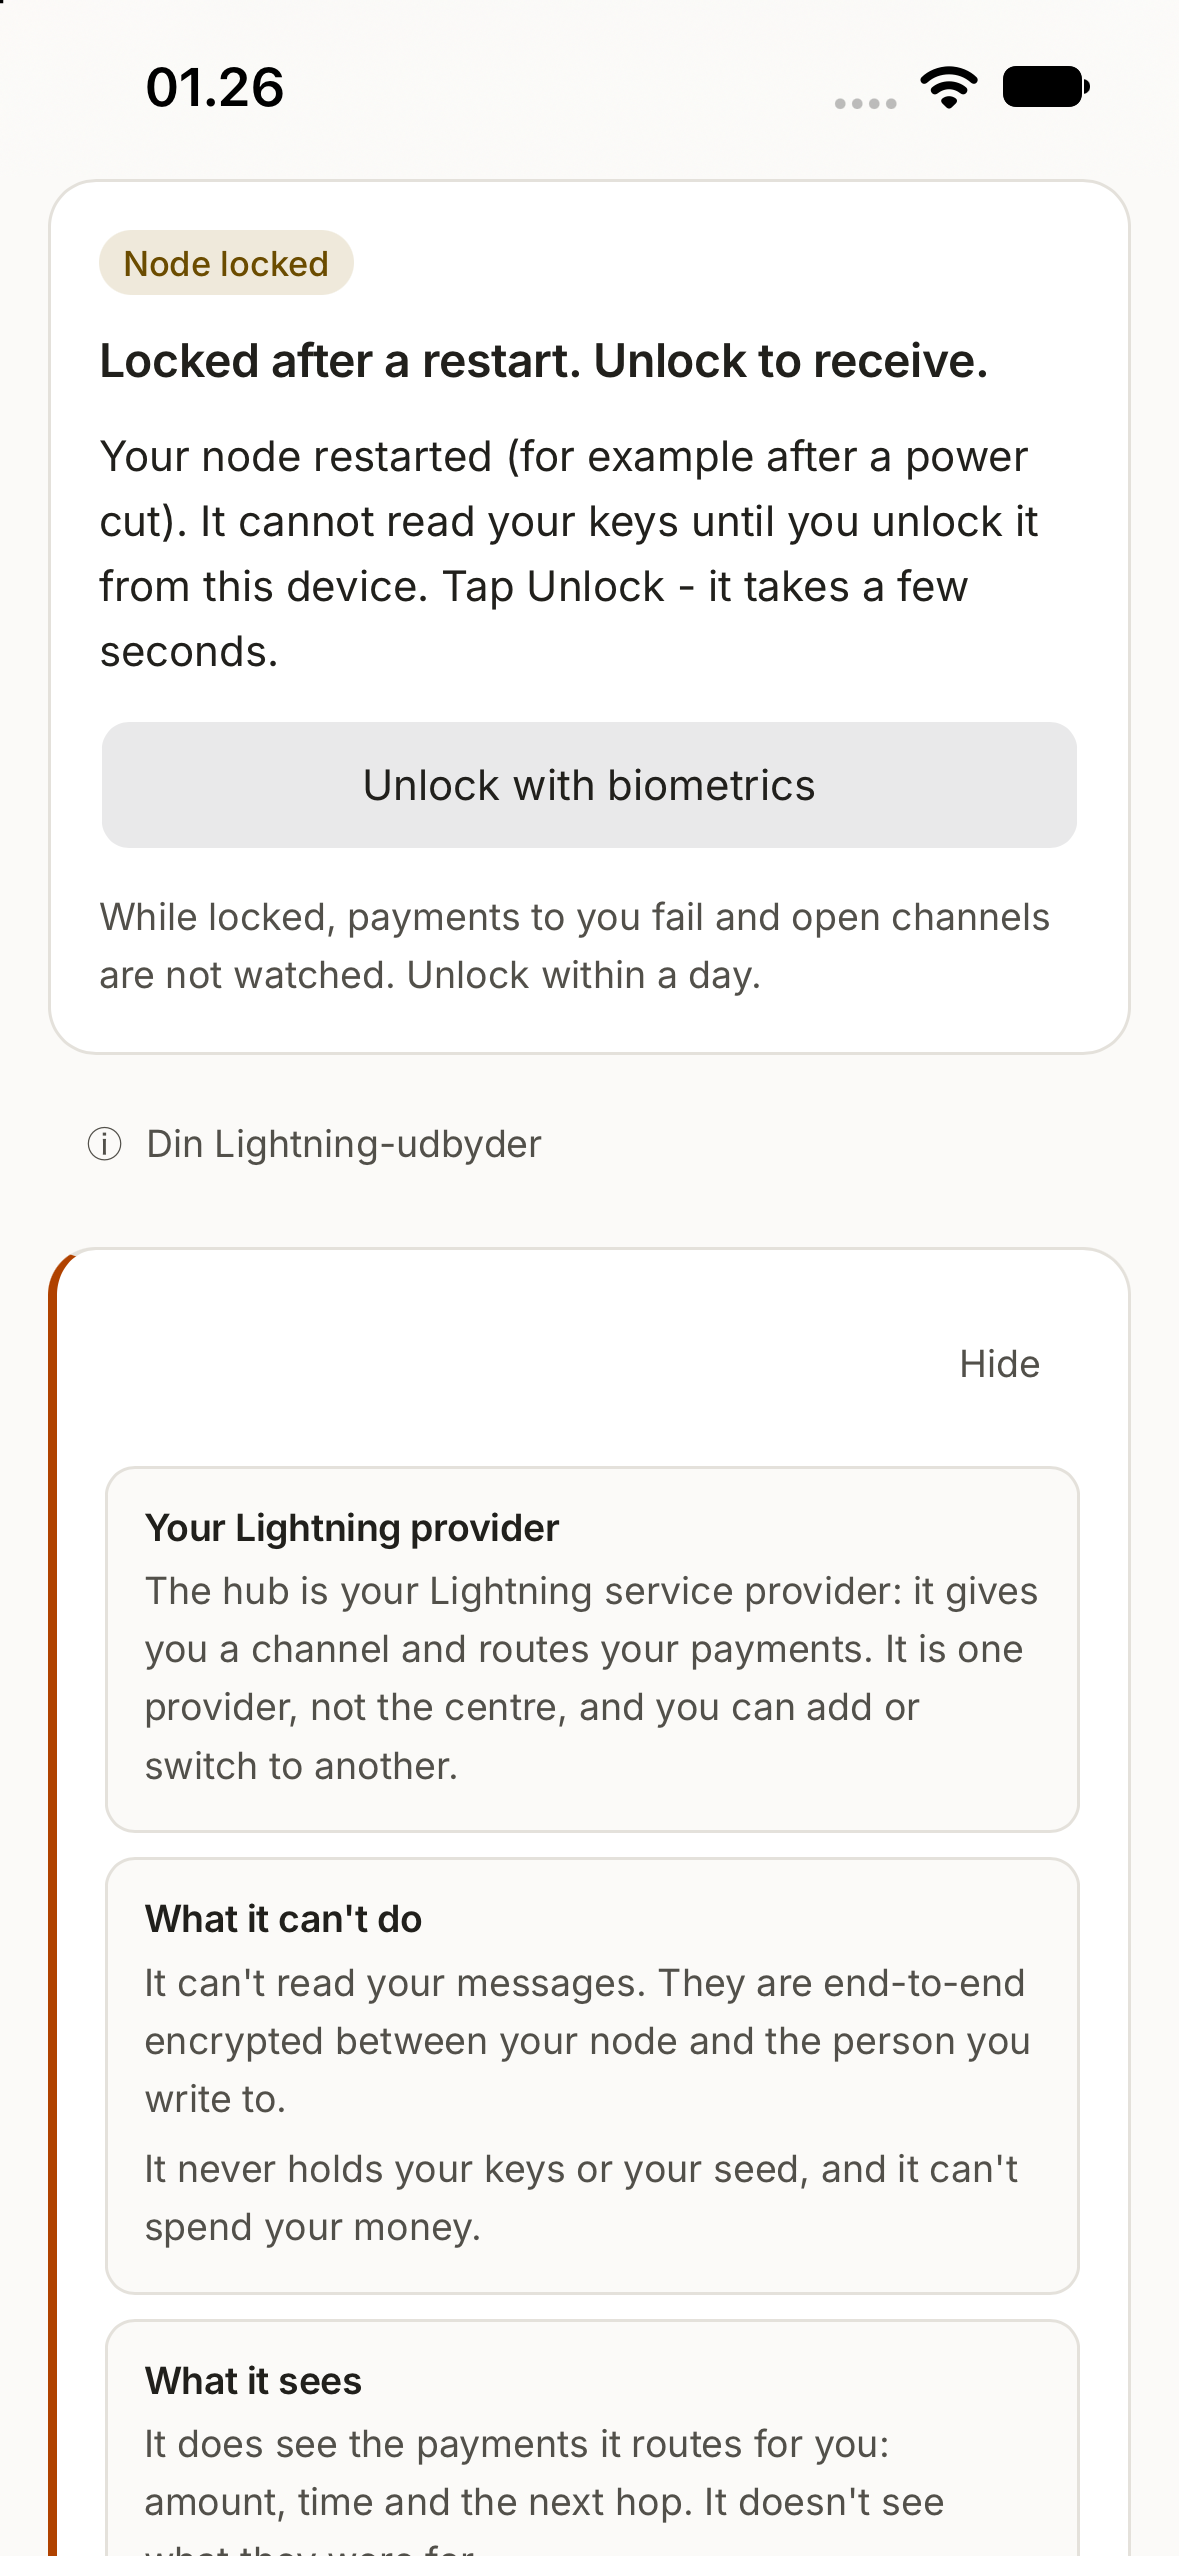 01.26
Node locked
Locked after a restart. Unlock to receive.
Your node restarted (for example after a power
cut). It cannot read your keys until you unlock it
from this device. Tap Unlock - it takes a few
seconds.
Unlock with biometrics
While locked, payments to you fail and open channels
are not watched. Unlock within a day.
ⓘ Din Lightning-udbyder
Hide
Your Lightning provider
The hub is your Lightning service provider: it gives
you a channel and routes your payments. It is one
provider, not the centre, and you can add or
switch to another.
What it can't do
It can't read your messages. They are end-to-end
encrypted between your node and the person you
write to.
It never holds your keys or your seed, and it can't
spend your money.
What it sees
It does see the payments it routes for you:
amount, time and the next hop. It doesn't see
what they were for